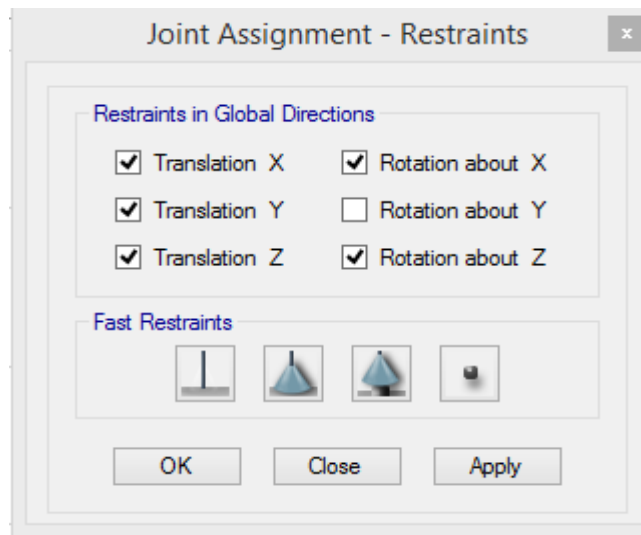 Joint Assignment - Restraints
x
Restraints in Global Directions
Translation X Rotation about X
Translation Y Rotation about Y
Translation Z Rotation about Z
Fast Restraints
OK Close Apply